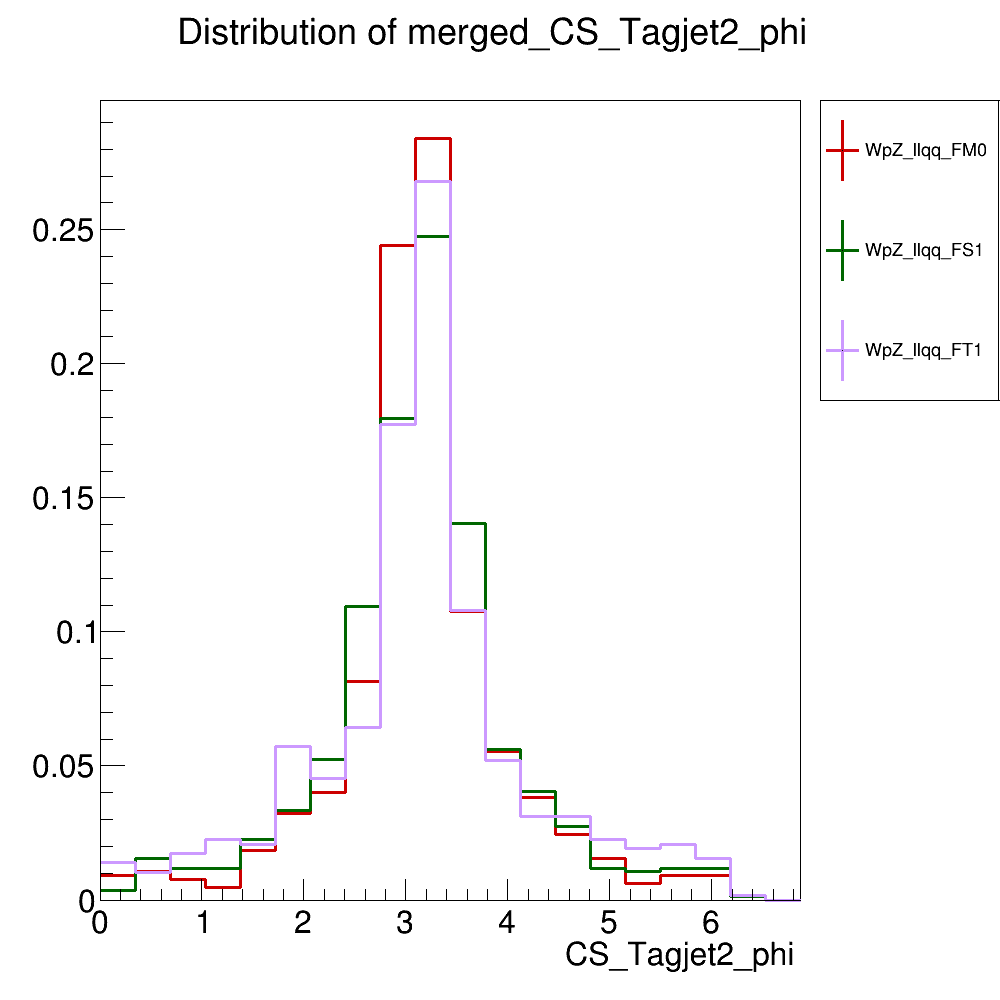 Distribution of merged_CS_Tagjet2_phi
WpZ_llqq_FM0
WpZ_llqq_FS1
WpZ_llqq_FT1
0.25
0.2
0.15
0.1
0.05
0
0 1 2 3 4 5 6
CS_Tagjet2_phi